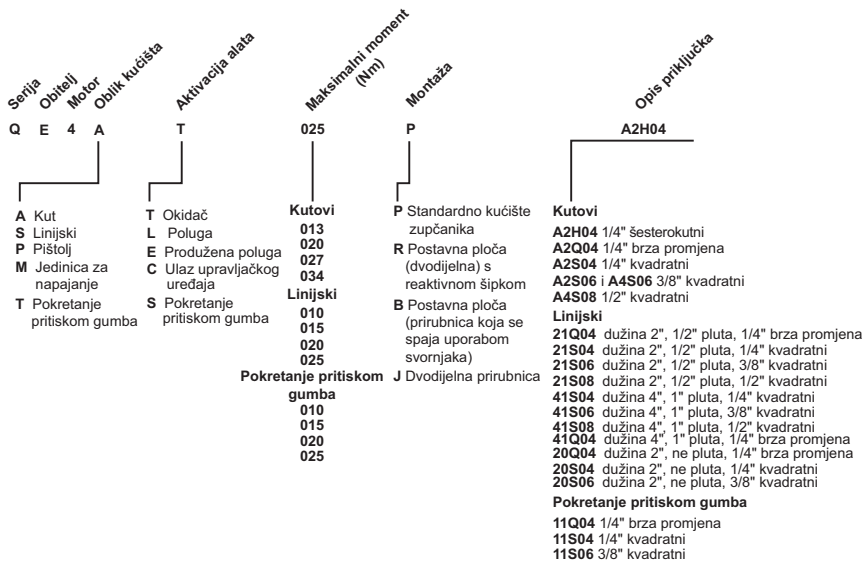 Serija
Obitelj
Motor
Oblik kućišta
Aktivacija alata
Maksimalni moment
(Nm)
Montaža
Opis priključka
Q E 4 A T 025 P A2H04
A Kut
S Linijski
P Pištolj
M Jedinica za
napajanje
T Pokretanje
pritiskom gumba
T Okidač
L Poluga
E Produžena poluga
C Ulaz upravljačkog
uređaja
S Pokretanje
pritiskom gumba
Kutovi
013
020
027
034
Linijski
010
015
020
025
Pokretanje pritiskom
gumba
010
015
020
025
P Standardno kućište
zupčanika
R Postavna ploča
(dvodijelna) s
reaktivnom šipkom
B Postavna ploča
(prirubnica koja se
spaja uporabom
svornjaka)
J Dvodijelna prirubnica
Kutovi
A2H04 1/4" šesterokutni
A2Q04 1/4" brza promjena
A2S04 1/4" kvadratni
A2S06 i A4S06 3/8" kvadratni
A4S08 1/2" kvadratni
Linijski
21Q04 dužina 2", 1/2" pluta, 1/4" brza promjena
21S04 dužina 2", 1/2" pluta, 1/4" kvadratni
21S06 dužina 2", 1/2" pluta, 3/8" kvadratni
21S08 dužina 2", 1/2" pluta, 1/2" kvadratni
41S04 dužina 4", 1" pluta, 1/4" kvadratni
41S06 dužina 4", 1" pluta, 3/8" kvadratni
41S08 dužina 4", 1" pluta, 1/2" kvadratni
41Q04 dužina 4", 1" pluta, 1/4" brza promjena
20Q04 dužina 2", ne pluta, 1/4" brza promjena
20S04 dužina 2", ne pluta, 1/4" kvadratni
20S06 dužina 2", ne pluta, 3/8" kvadratni
Pokretanje pritiskom gumba
11Q04 1/4" brza promjena
11S04 1/4" kvadratni
11S06 3/8" kvadratni